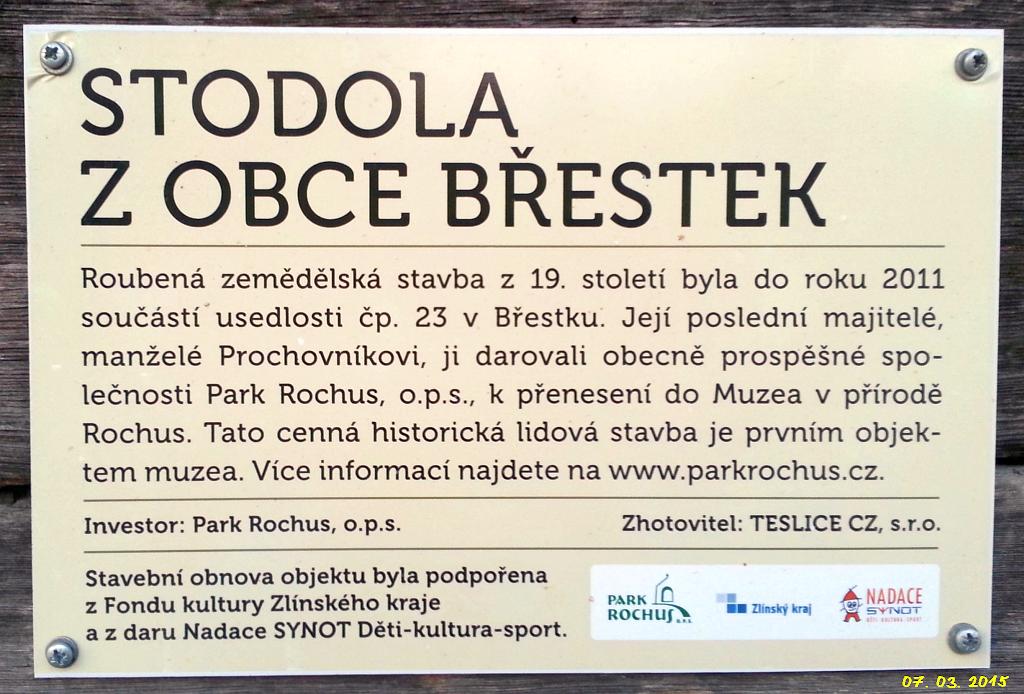 STODOLA
Z OBCE BŘESTEK
Roubená zemědělská stavba z 19. století byla do roku 2011
součástí usedlosti čp. 23 v Břestku. Její poslední majitelé,
manželé Prochovníkovi, ji darovali obecně prospěšné spo-
lečnosti Park Rochus, o.p.s., k přenesení do Muzea v přírodě
Rochus. Tato cenná historická lidová stavba je prvním objek-
tem muzea. Více informací najdete na www.parkrochus.cz.
Investor: Park Rochus, o.p.s.
Zhotovitel: TESLICE CZ, s.r.o.
Stavební obnova objektu byla podpořena
z Fondu kultury Zlínského kraje
a z daru Nadace SYNOT Děti-kultura-sport.
PARK
ROCHUS o.p.s.
Zlínský kraj
NADACE
SYNOT
DĚTI-KULTURA-SPORT
07. 03. 2015